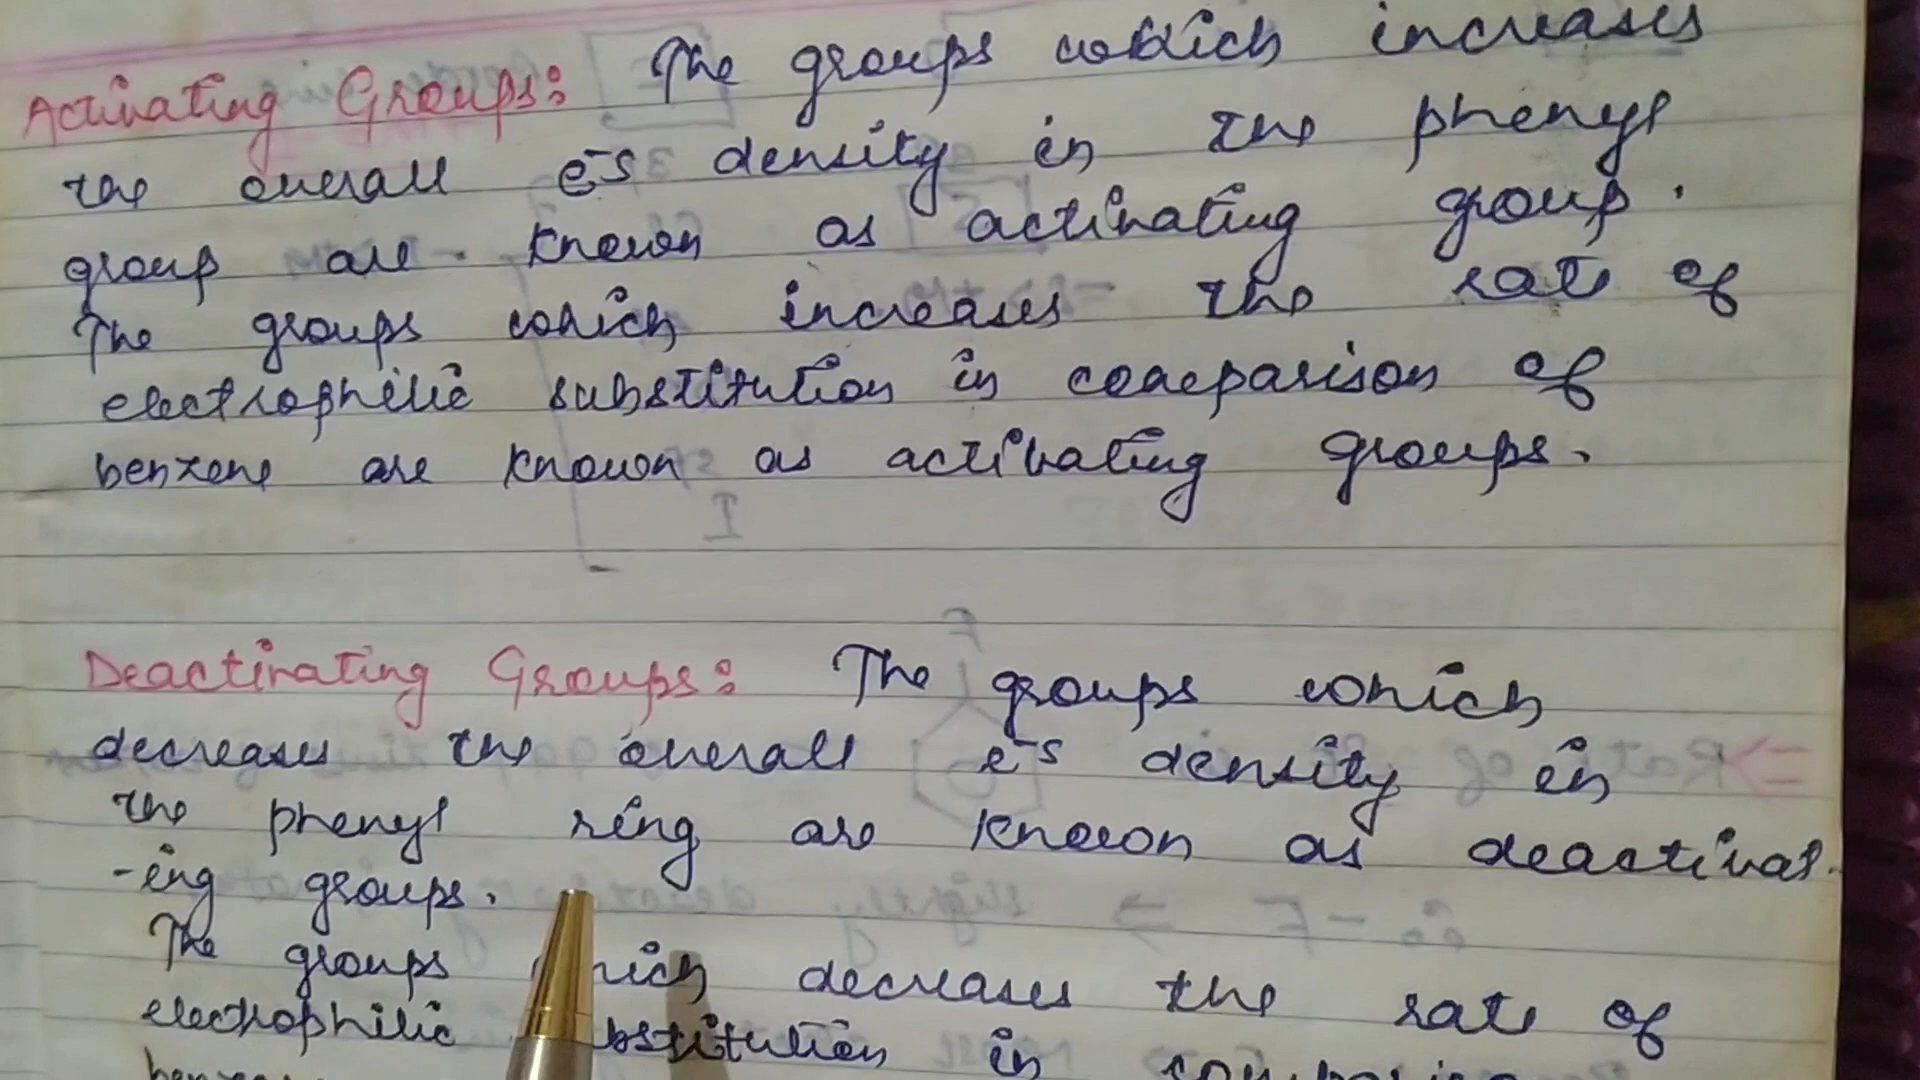 Activating Groups: The groups which increases
the overall e⁻s density in the phenyl
group are known as activating group.
The groups which increases the rate of
electrophilic substitution in comparison of
benzene are known as activating groups.
Deactivating Groups: The groups which
decreases the overall e⁻s density in
the phenyl ring are known as deactivat-
-ing groups.
The groups decreases the rate of
electrophilic in